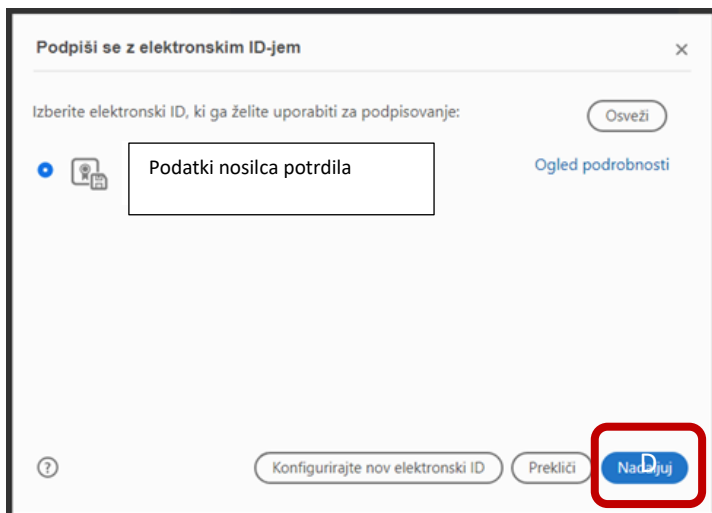 Podpiši se z elektronskim ID-jem
Izberite elektronski ID, ki ga želite uporabiti za podpisovanje:
Osveži
Podatki nosilca potrdila
Ogled podrobnosti
?
Konfigurirajte nov elektronski ID
Prekliči
Nadaljuj
D